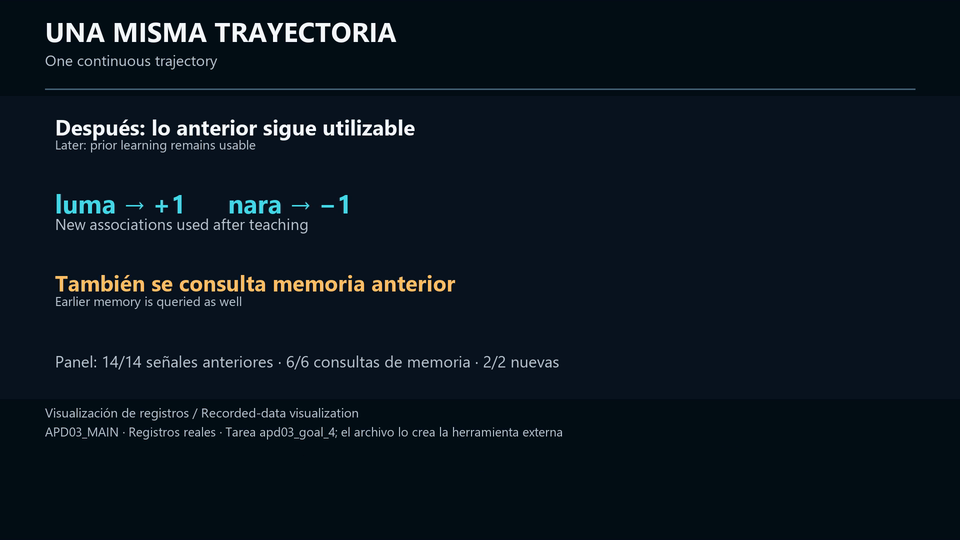 UNA MISMA TRAYECTORIA
One continuous trajectory
Después: lo anterior sigue utilizable
Later: prior learning remains usable
luma → +1 nara → −1
New associations used after teaching
También se consulta memoria anterior
Earlier memory is queried as well
Panel: 14/14 señales anteriores · 6/6 consultas de memoria · 2/2 nuevas
Visualización de registros / Recorded-data visualization
APD03_MAIN · Registros reales · Tarea apd03_goal_4; el archivo lo crea la herramienta externa